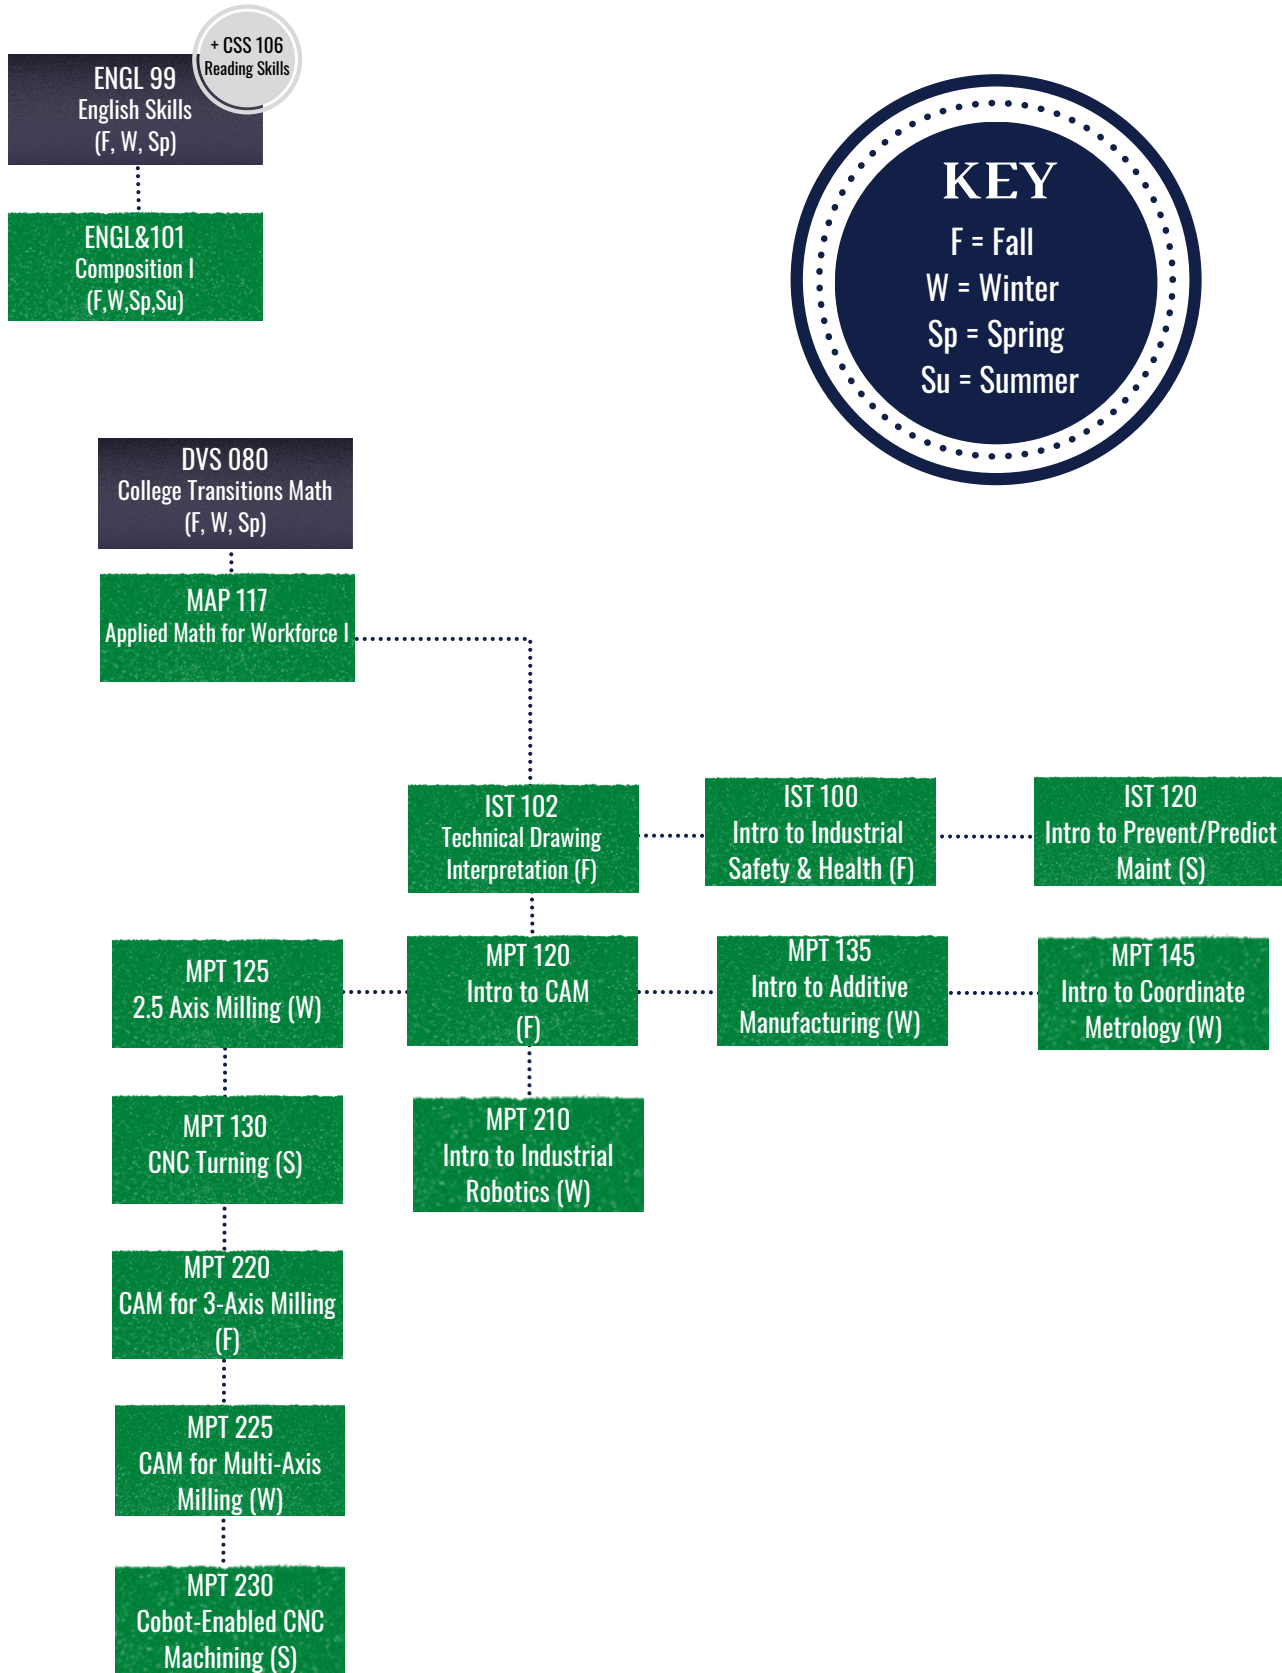 + CSS 106
Reading Skills
ENGL 99
English Skills
(F, W, Sp)
ENGL&101
Composition I
(F,W,Sp,Su)
KEY
F = Fall
W = Winter
Sp = Spring
Su = Summer
DVS 080
College Transitions Math
(F, W, Sp)
MAP 117
Applied Math for Workforce I
IST 102
Technical Drawing
Interpretation (F)
IST 100
Intro to Industrial
Safety & Health (F)
IST 120
Intro to Prevent/Predict
Maint (S)
MPT 125
2.5 Axis Milling (W)
MPT 120
Intro to CAM
(F)
MPT 135
Intro to Additive
Manufacturing (W)
MPT 145
Intro to Coordinate
Metrology (W)
MPT 130
CNC Turning (S)
MPT 210
Intro to Industrial
Robotics (W)
MPT 220
CAM for 3-Axis Milling
(F)
MPT 225
CAM for Multi-Axis
Milling (W)
MPT 230
Cobot-Enabled CNC
Machining (S)